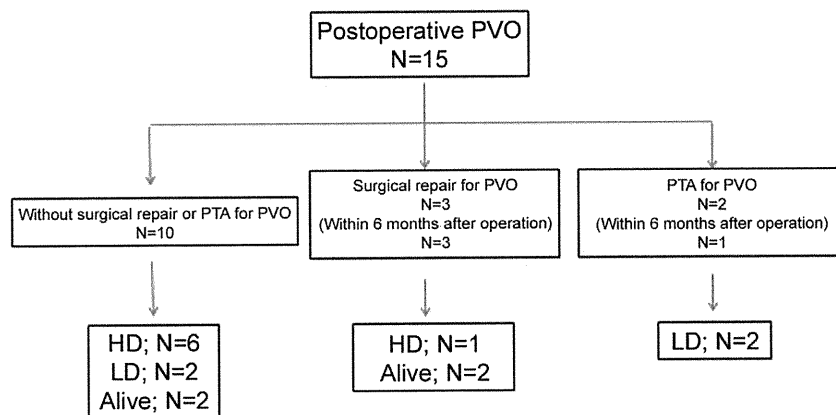 Postoperative PVO
N=15
Without surgical repair or PTA for PVO
N=10
Surgical repair for PVO
N=3
(Within 6 months after operation)
N=3
PTA for PVO
N=2
(Within 6 months after operation)
N=1
HD; N=6
LD; N=2
Alive; N=2
HD; N=1
Alive; N=2
LD; N=2